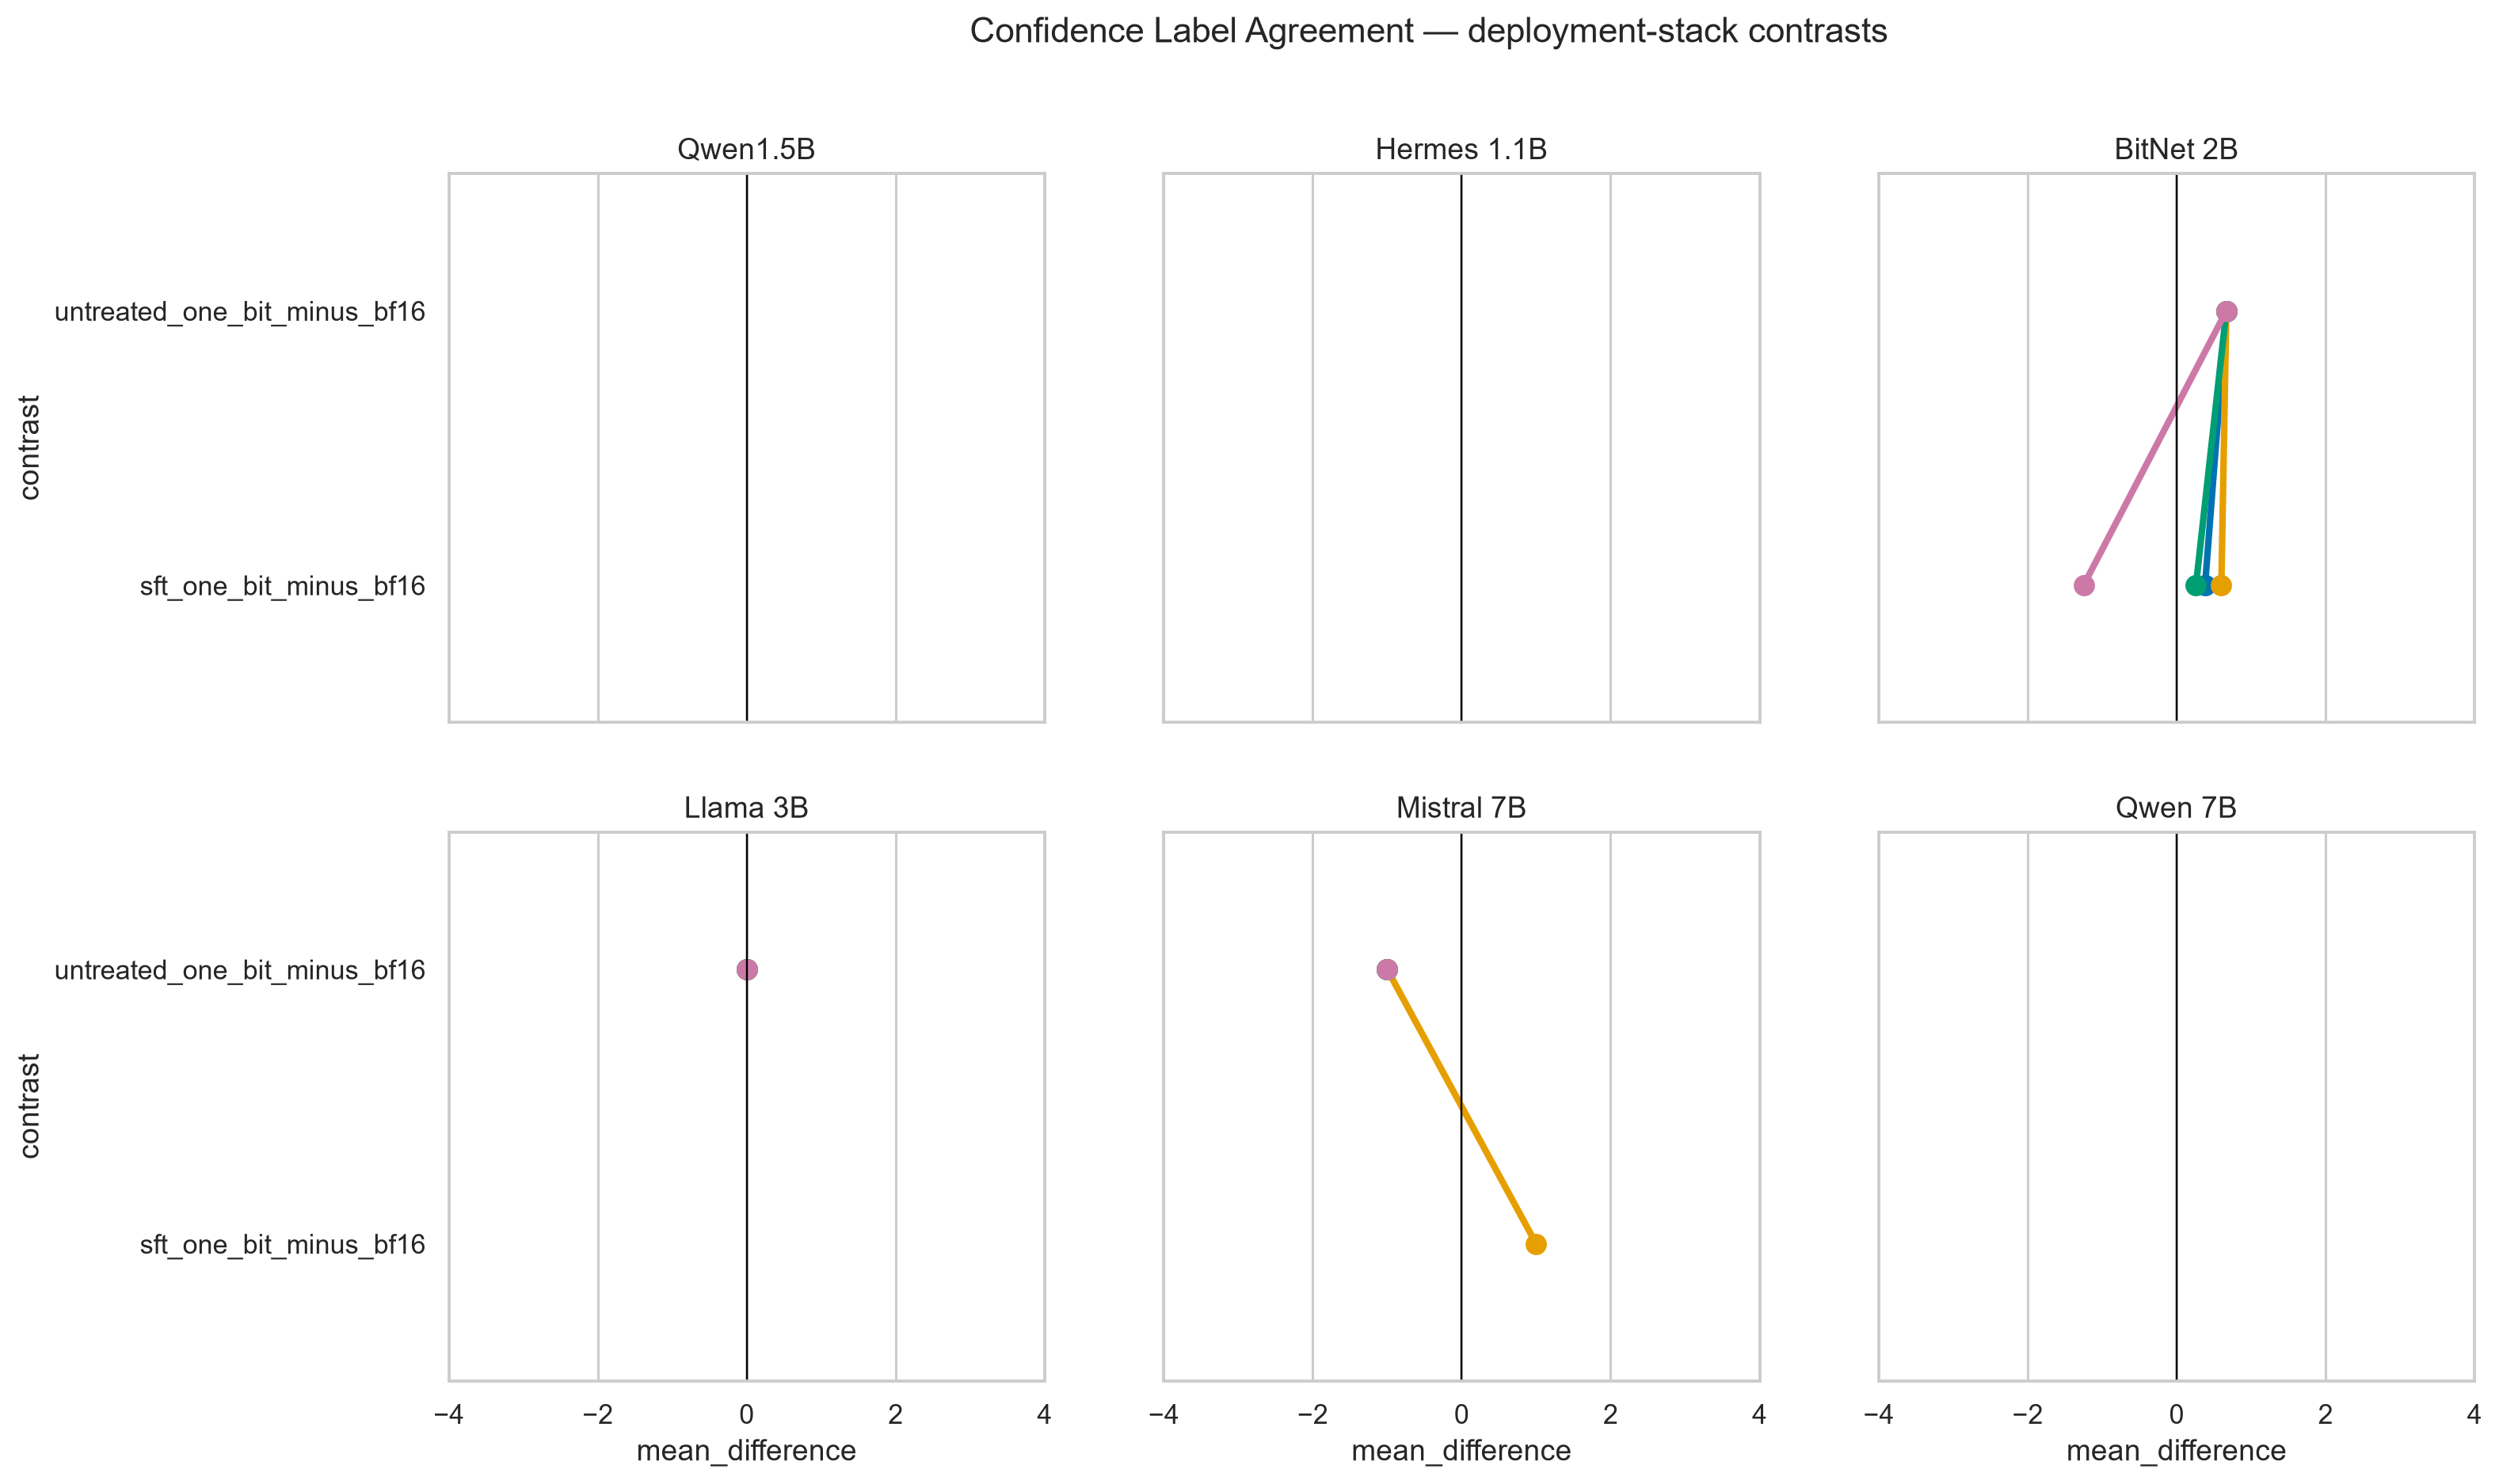 Confidence Label Agreement — deployment-stack contrasts
Qwen1.5B
Hermes 1.1B
BitNet 2B
untreated_one_bit_minus_bf16
contrast
sft_one_bit_minus_bf16
Llama 3B
Mistral 7B
Qwen 7B
untreated_one_bit_minus_bf16
contrast
sft_one_bit_minus_bf16
−4 −2 0 2 4
−4 −2 0 2 4
−4 −2 0 2 4
mean_difference
mean_difference
mean_difference